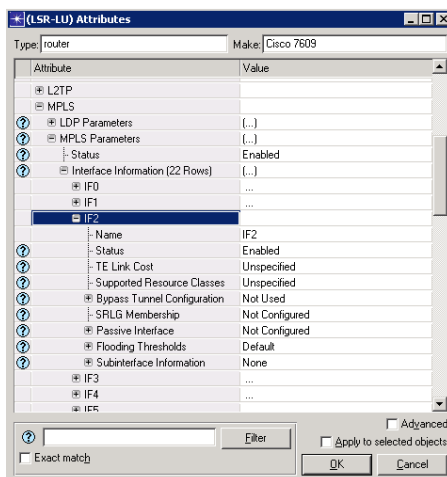 (LSR-LU) Attributes
Type: router Make: Cisco 7609
Attribute Value
L2TP
MPLS
LDP Parameters (...)
MPLS Parameters (...)
Status Enabled
Interface Information (22 Rows) (...)
IF0 ...
IF1 ...
IF2
Name IF2
Status Enabled
TE Link Cost Unspecified
Supported Resource Classes Unspecified
Bypass Tunnel Configuration Not Used
SRLG Membership Not Configured
Passive Interface Not Configured
Flooding Thresholds Default
Subinterface Information None
IF3 ...
IF4 ...
IF5
Advanced
Filter Apply to selected objects
Exact match
OK Cancel